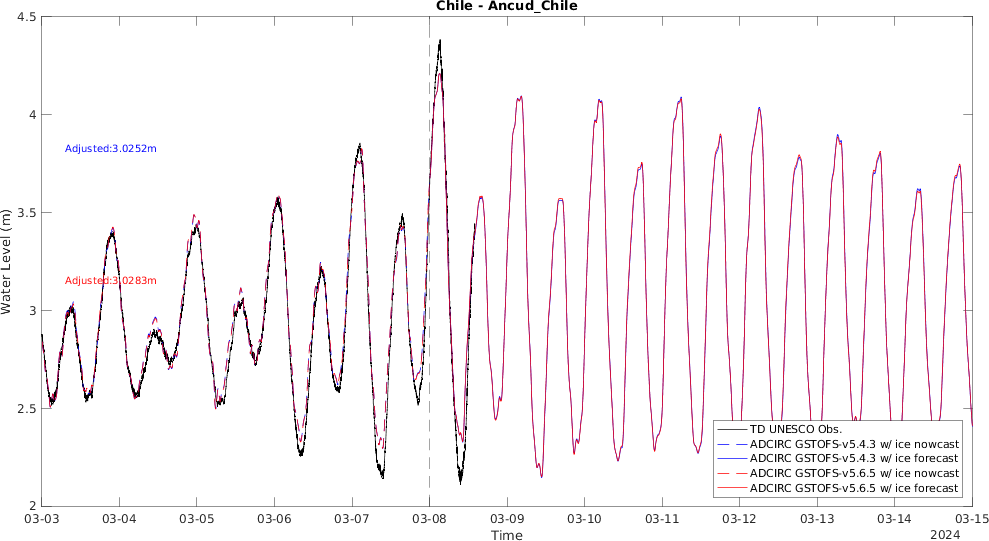 Chile - Ancud_Chile
4.5
4
3.5
3
2.5
2
Water Level (m)
Adjusted:3.0252m
Adjusted:3.0283m
TD UNESCO Obs.
ADCIRC GSTOFS-v5.4.3 w/ ice nowcast
ADCIRC GSTOFS-v5.4.3 w/ ice forecast
ADCIRC GSTOFS-v5.6.5 w/ ice nowcast
ADCIRC GSTOFS-v5.6.5 w/ ice forecast
03-03 03-04 03-05 03-06 03-07 03-08 03-09 03-10 03-11 03-12 03-13 03-14 03-15
Time
2024